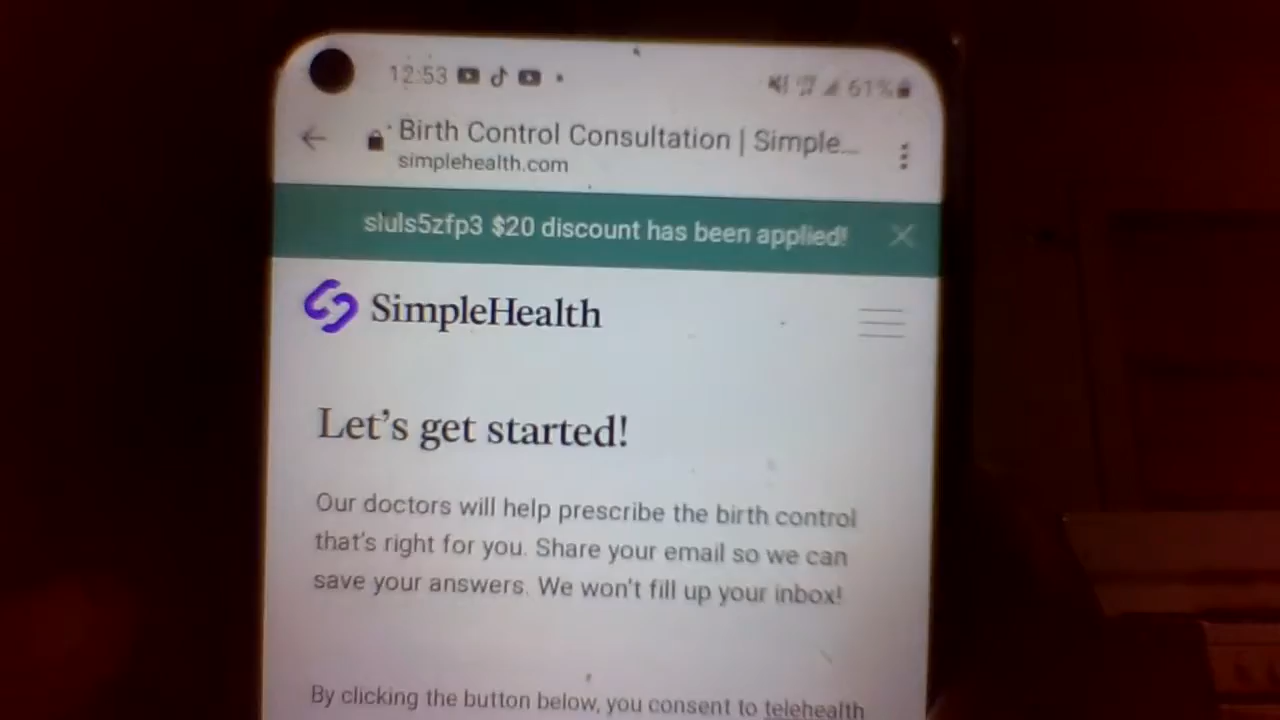 12:53
61%
Birth Control Consultation | Simple...
simplehealth.com
sluls5zfp3 $20 discount has been applied!
SimpleHealth
Let's get started!
Our doctors will help prescribe the birth control
that's right for you. Share your email so we can
save your answers. We won't fill up your inbox!
By clicking the button below, you consent to telehealth